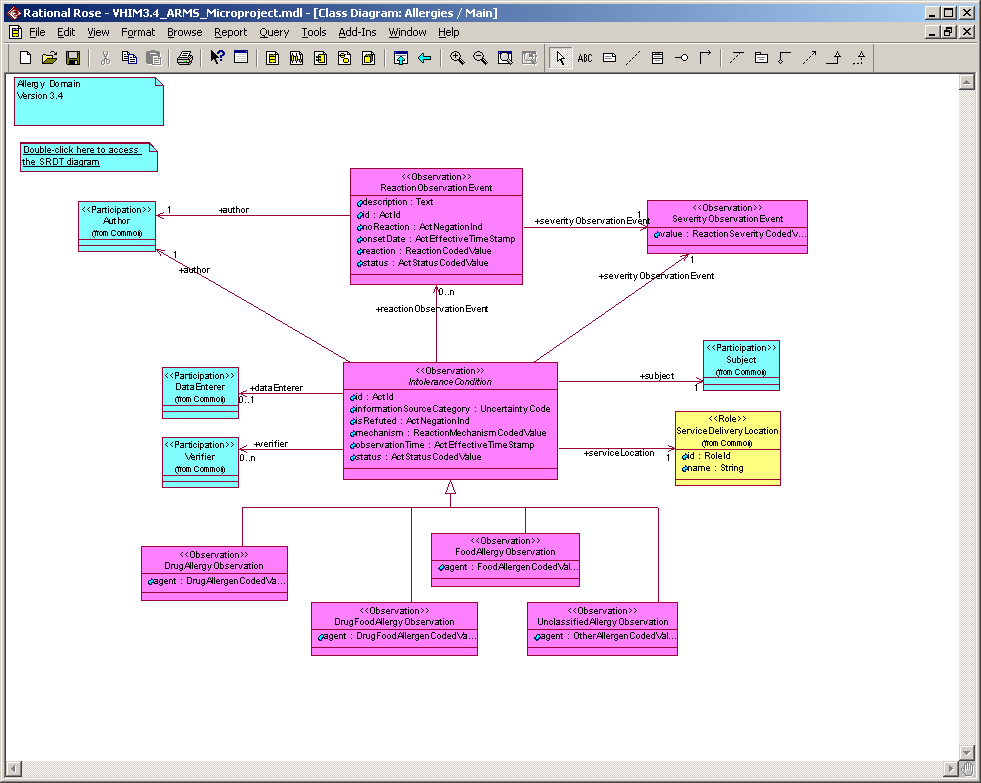 Rational Rose - VHIM3.4_ARMS_Microproject.mdl - [Class Diagram: Allergies / Main]
File Edit View Format Browse Report Query Tools Add-Ins Window Help
ABC
Allergy Domain
Version 3.4
Double-click here to access
the SRDT diagram
<<Participation>>
Author
(from Common)
1
+author
1
+author
<<Observation>>
ReactionObservationEvent
description : Text
id : ActId
noReaction : ActNegationInd
onsetDate : ActEffectiveTimeStamp
reaction : ReactionCodedValue
status : ActStatusCodedValue
+severityObservationEvent
1
<<Observation>>
SeverityObservationEvent
value : ReactionSeverityCodedV...
1
+severityObservationEvent
0..n
+reactionObservationEvent
<<Participation>>
Subject
(from Common)
+subject
1
<<Participation>>
DataEnterer
(from Common)
+dataEnterer
0..1
<<Observation>>
IntoleranceCondition
id : ActId
informationSourceCategory : UncertaintyCode
isRefuted : ActNegationInd
mechanism : ReactionMechanismCodedValue
observationTime : ActEffectiveTimeStamp
status : ActStatusCodedValue
<<Role>>
ServiceDeliveryLocation
(from Common)
id : RoleId
name : String
<<Participation>>
Verifier
(from Common)
+verifier
0..n
+serviceLocation
1
<<Observation>>
DrugAllergyObservation
agent : DrugAllergenCodedVa...
<<Observation>>
FoodAllergyObservation
agent : FoodAllergenCodedVal...
<<Observation>>
DrugFoodAllergyObservation
agent : DrugFoodAllergenCodedVa...
<<Observation>>
UnclassifiedAllergyObservation
agent : OtherAllergenCodedVal...